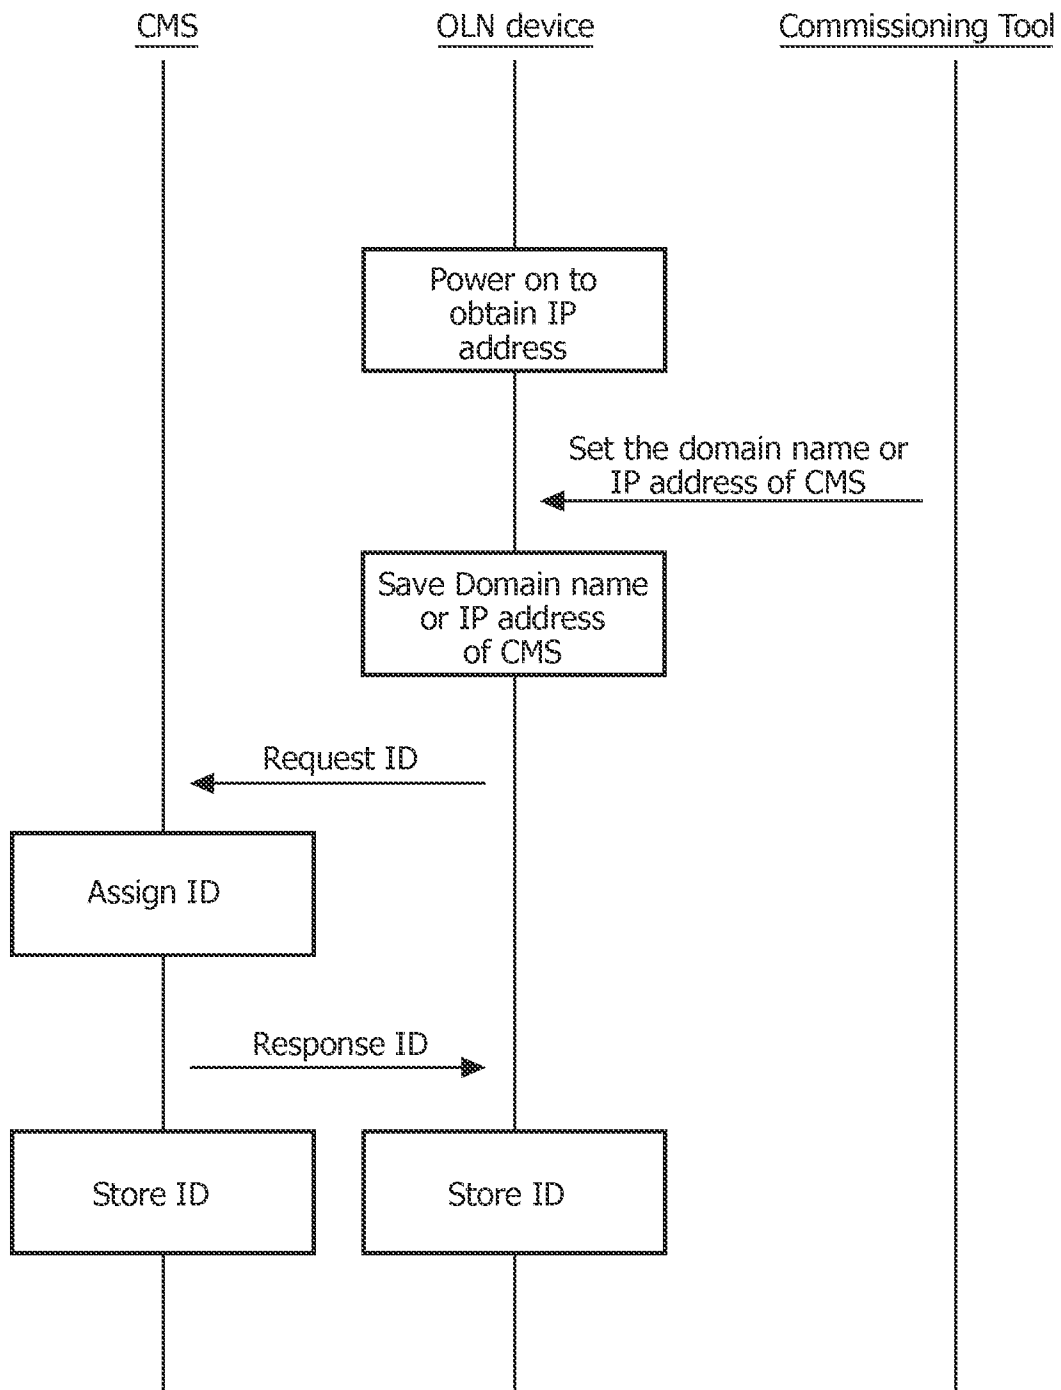 CMS
OLN device
Commissioning Tool
Power on to
obtain IP
address
Set the domain name or
IP address of CMS
Save Domain name
or IP address
of CMS
Request ID
Assign ID
Response ID
Store ID
Store ID